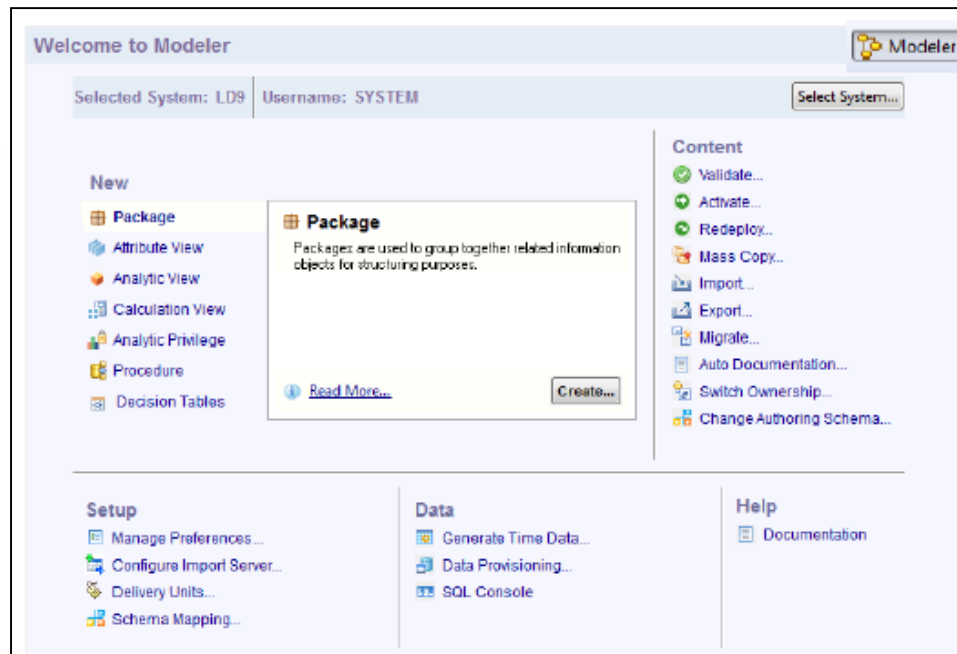 Welcome to Modeler
Modeler
Selected System: LD9
Username: SYSTEM
Select System...
New
Package
Attribute View
Analytic View
Calculation View
Analytic Privilege
Procedure
Decision Tables
Package
Packages are used to group together related information
objects for structuring purposes.
Read More...
Create...
Content
Validate...
Activate...
Redeploy...
Mass Copy...
Import...
Export...
Migrate...
Auto Documentation...
Switch Ownership...
Change Authoring Schema...
Setup
Manage Preferences...
Configure Import Server...
Delivery Units...
Schema Mapping...
Data
Generate Time Data...
Data Provisioning...
SQL Console
Help
Documentation